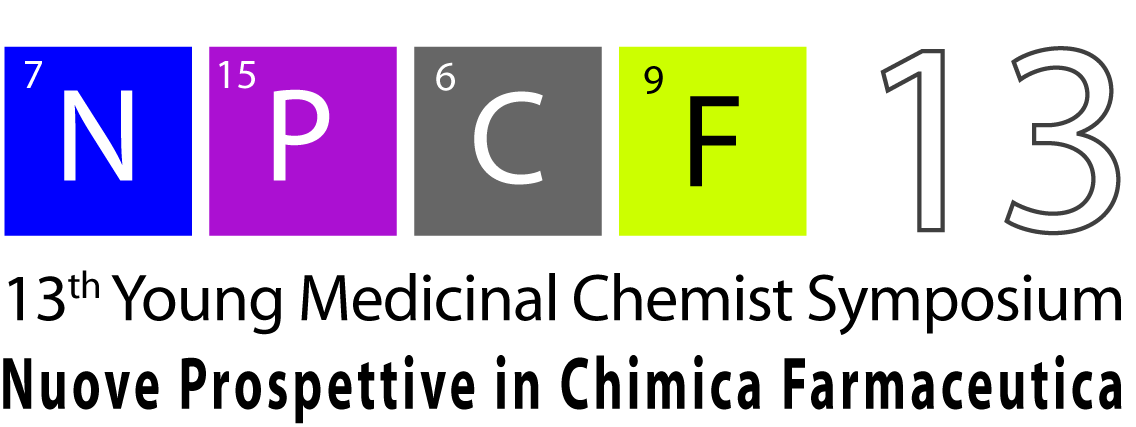 7 15 6 9
N P C F 13
13th Young Medicinal Chemist Symposium
Nuove Prospettive in Chimica Farmaceutica